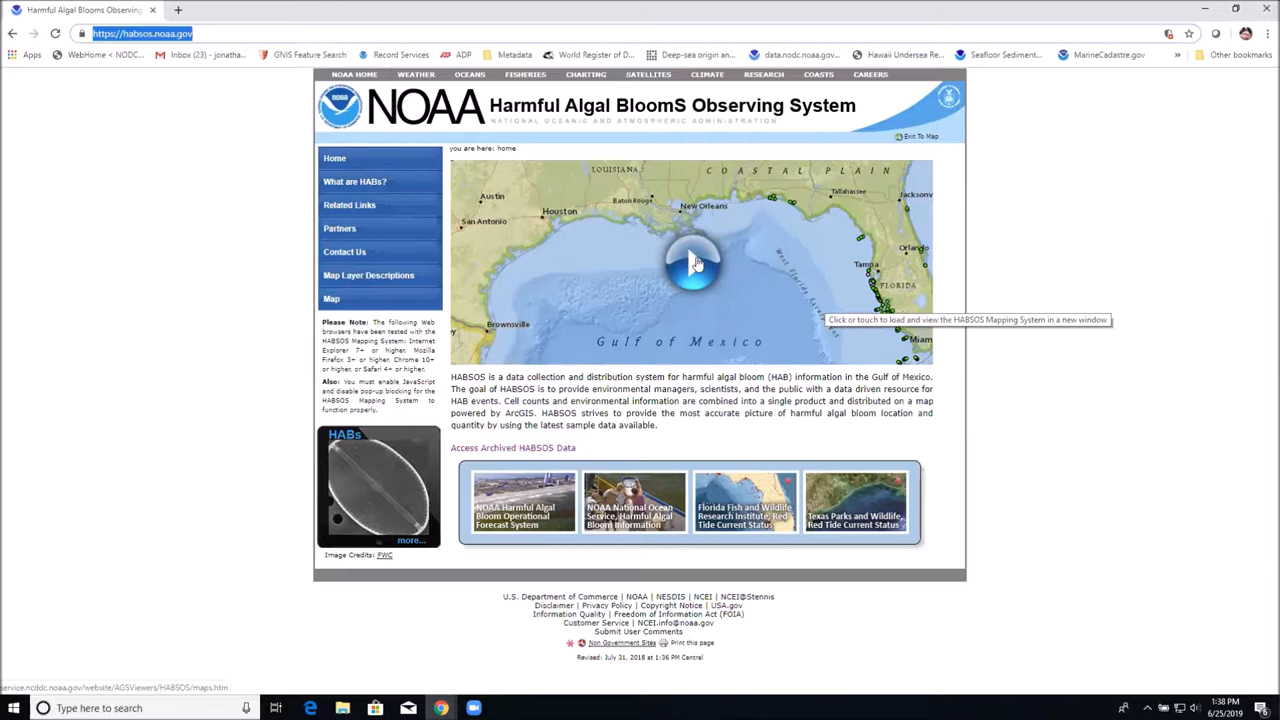 Harmful Algal Blooms Observing
https://habsos.noaa.gov
Apps
WebHome < NODC...
Inbox (23) - jonatha...
GNIS Feature Search
Record Services
ADP
Metadata
World Register of D...
Deep-sea origin an...
data.nodc.noaa.gov...
Hawaii Undersea Re...
Seafloor Sediment...
MarineCadastre.gov
»
Other bookmarks
NOAA HOME WEATHER OCEANS FISHERIES CHARTING SATELLITES CLIMATE RESEARCH COASTS CAREERS
NOAA
NOAA Harmful Algal BloomS Observing System
NATIONAL OCEANIC AND ATMOSPHERIC ADMINISTRATION
Exit To Map
Home
What are HABs?
Related Links
Partners
Contact Us
Map Layer Descriptions
Map
Please Note: The following Web
browsers have been tested with the
HABSOS Mapping System: Internet
Explorer 7+ or higher, Mozilla
Firefox 3+ or higher, Chrome 10+
or higher, or Safari 4+ or higher.
Also: You must enable JavaScript
and disable pop-up blocking for the
HABSOS Mapping System to
function properly.
HABs
more...
Image Credits: FWC
you are here: home
LOUISIANA
COASTAL PLAIN
Austin
Baton Rouge
New Orleans
Tallahassee
Jacksonv
San Antonio
Houston
Orlando
Tampa
FLORIDA
West Florida
Brownsville
Gulf of Mexico
Miam
Click or touch to load and view the HABSOS Mapping System in a new window
HABSOS is a data collection and distribution system for harmful algal bloom (HAB) information in the Gulf of Mexico.
The goal of HABSOS is to provide environmental managers, scientists, and the public with a data driven resource for
HAB events. Cell counts and environmental information are combined into a single product and distributed on a map
powered by ArcGIS. HABSOS strives to provide the most accurate picture of harmful algal bloom location and
quantity by using the latest sample data available.
Access Archived HABSOS Data
NOAA Harmful Algal
Bloom Operational
Forecast System
NOAA National Ocean
Service, Harmful Algal
Bloom Information
Florida Fish and Wildlife
Research Institute, Red
Tide Current Status
Texas Parks and Wildlife,
Red Tide Current Status
U.S. Department of Commerce | NOAA | NESDIS | NCEI | NCEI@Stennis
Disclaimer | Privacy Policy | Copyright Notice | USA.gov
Information Quality | Freedom of Information Act (FOIA)
Customer Service | NCEI.info@noaa.gov
Submit User Comments
Non Government Sites Print this page
Revised: July 31, 2018 at 1:36 PM Central
service.ncddc.noaa.gov/website/AGSViewers/HABSOS/maps.htm
Type here to search
1:38 PM
6/25/2019
6